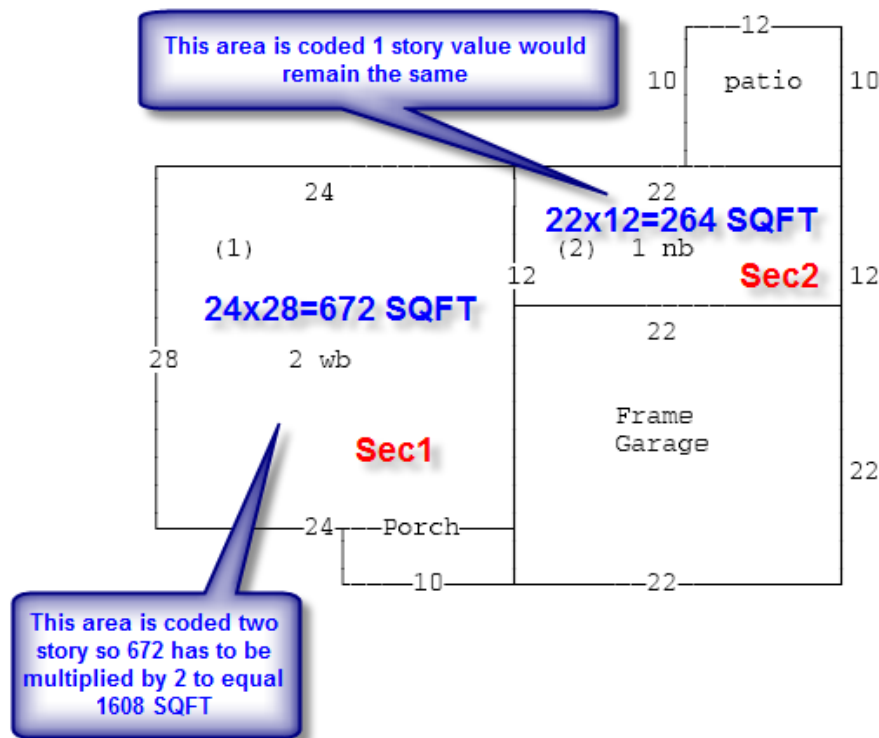 This area is coded 1 story value would
remain the same
12
10
patio
10
24
22
22x12=264 SQFT
(1)
(2) 1 nb
12
Sec2
12
24x28=672 SQFT
22
28
2 wb
Frame
Garage
Sec1
22
24
Porch
10
22
This area is coded two
story so 672 has to be
multiplied by 2 to equal
1608 SQFT